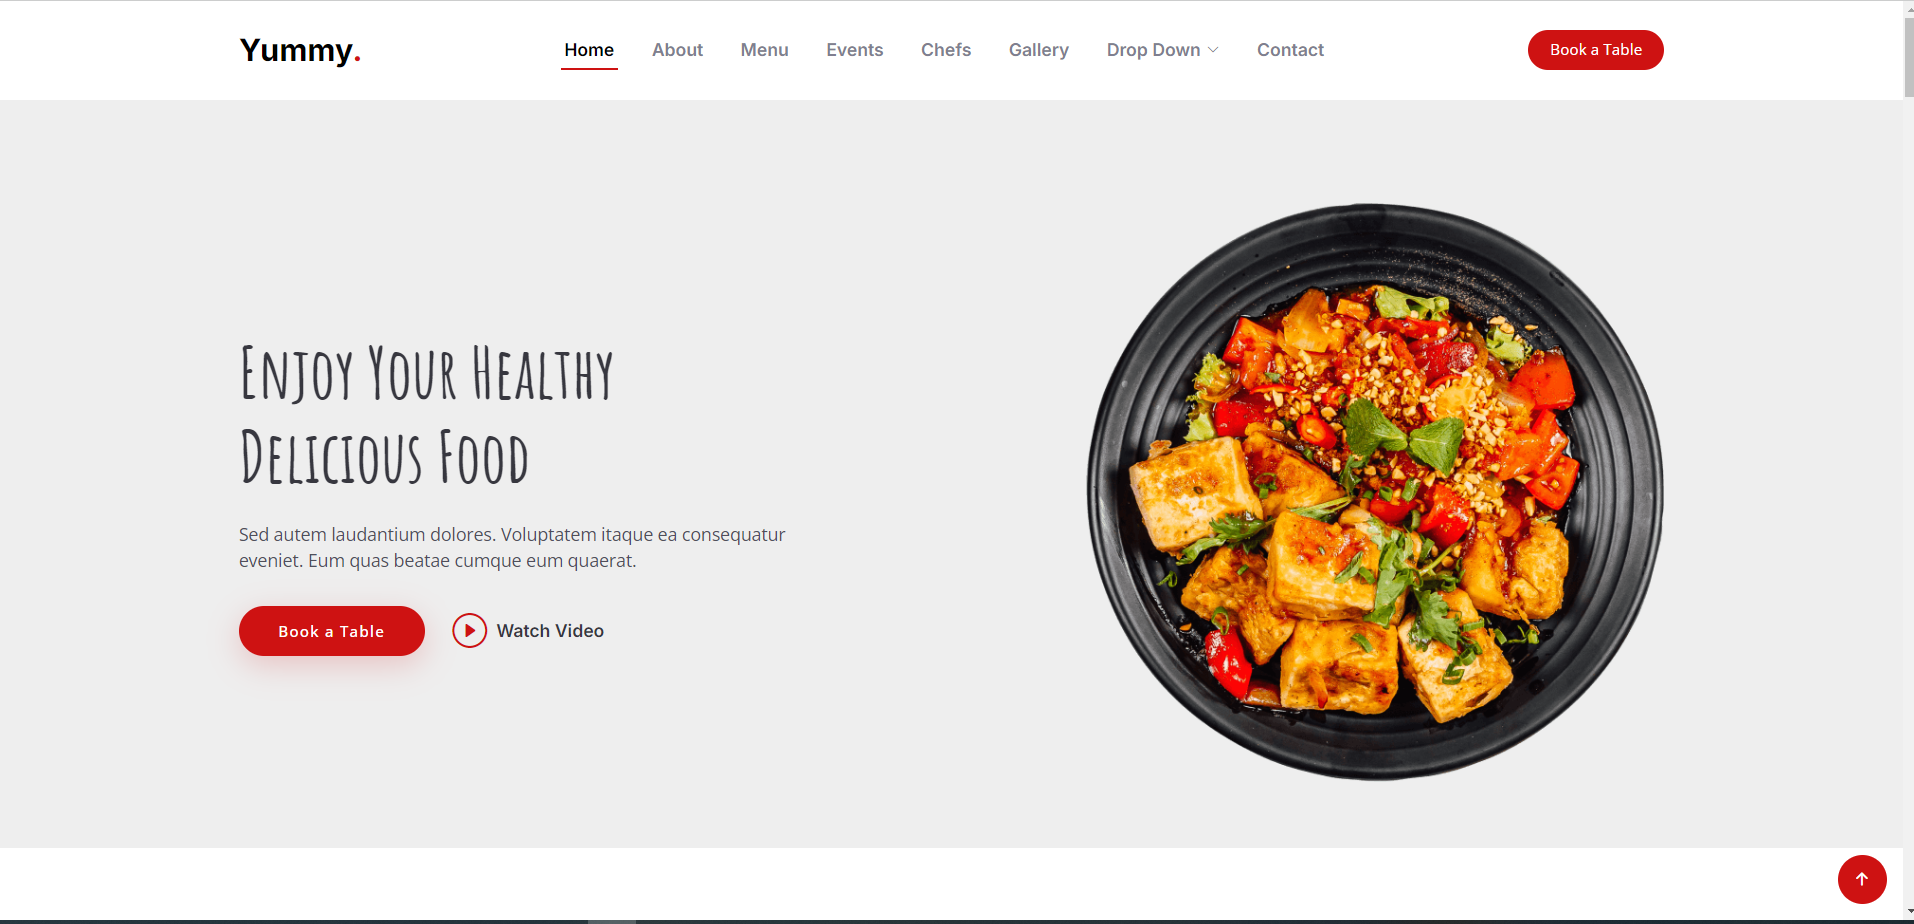 Yummy.
Home
About
Menu
Events
Chefs
Gallery
Drop Down
Contact
Book a Table
Enjoy Your Healthy
Delicious Food
Sed autem laudantium dolores. Voluptatem itaque ea consequatur
eveniet. Eum quas beatae cumque eum quaerat.
Book a Table
Watch Video